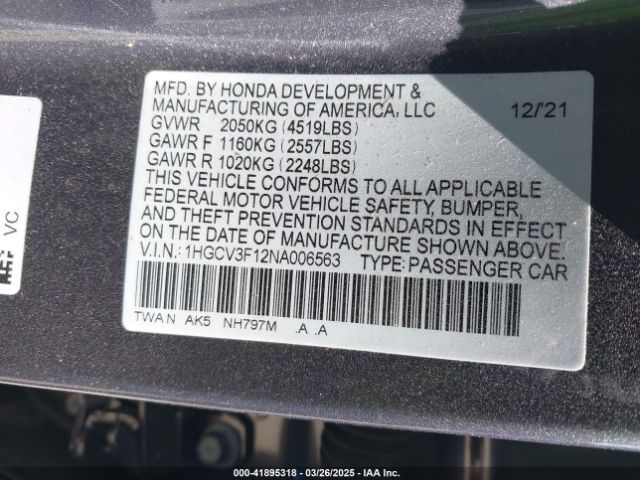 MFD. BY HONDA DEVELOPMENT &
MANUFACTURING OF AMERICA, LLC 12/'21
GVWR 2050KG (4519LBS)
GAWR F 1160KG (2557LBS)
GAWR R 1020KG (2248LBS)
THIS VEHICLE CONFORMS TO ALL APPLICABLE
FEDERAL MOTOR VEHICLE SAFETY, BUMPER,
AND THEFT PREVENTION STANDARDS IN EFFECT
ON THE DATE OF MANUFACTURE SHOWN ABOVE.
V.I.N.: 1HGCV3F12NA006563 TYPE: PASSENGER CAR
TWA N AK5 NH797M .A .A
VC
000-41895318 - 03/26/2025 - IAA Inc.